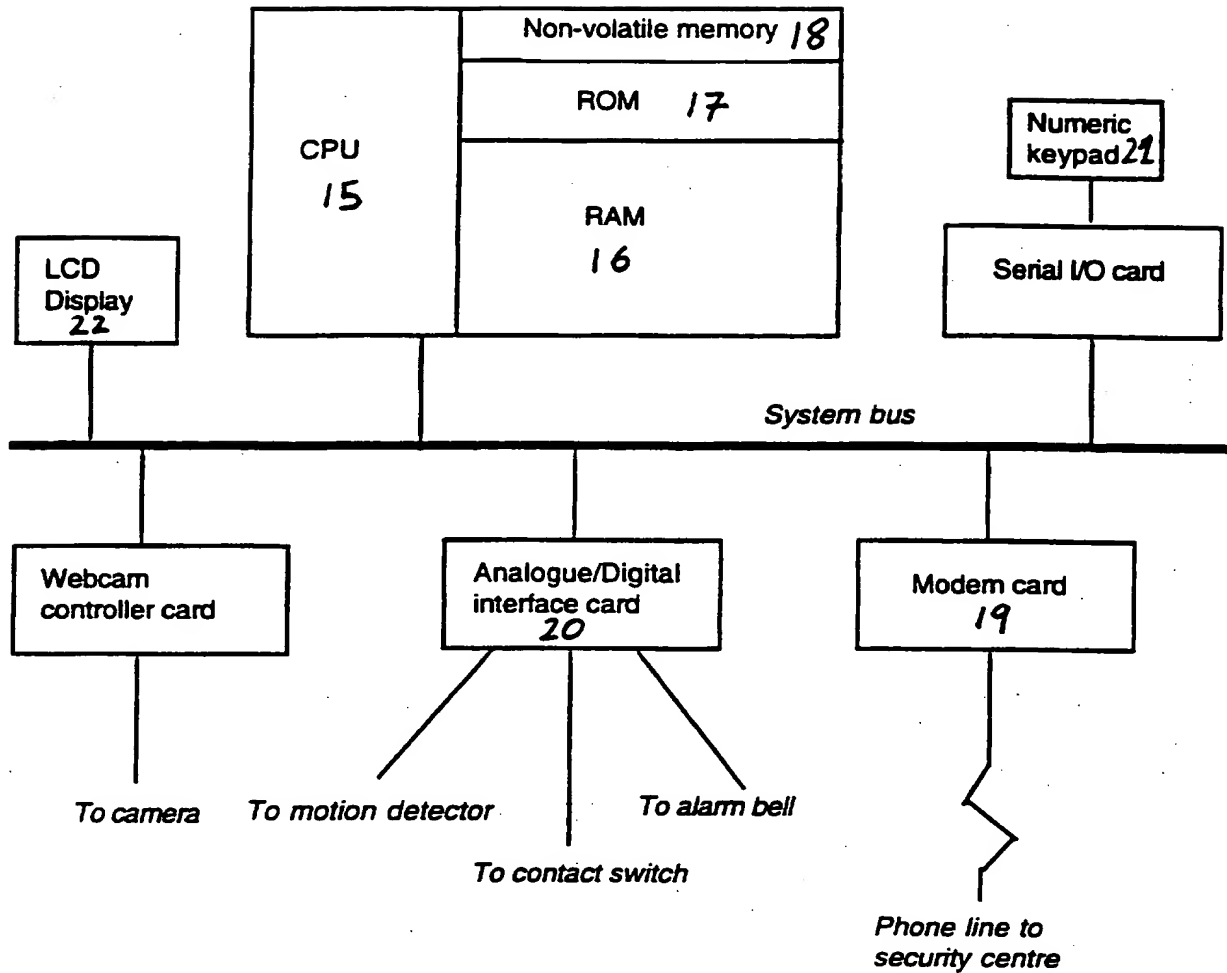 Non-volatile memory 18
ROM 17
CPU
15
RAM
16
Numeric
keypad 21
LCD
Display
22
Serial I/O card
System bus
Webcam
controller card
Analogue/Digital
interface card
20
Modem card
19
To camera
To motion detector
To alarm bell
To contact switch
Phone line to
security centre